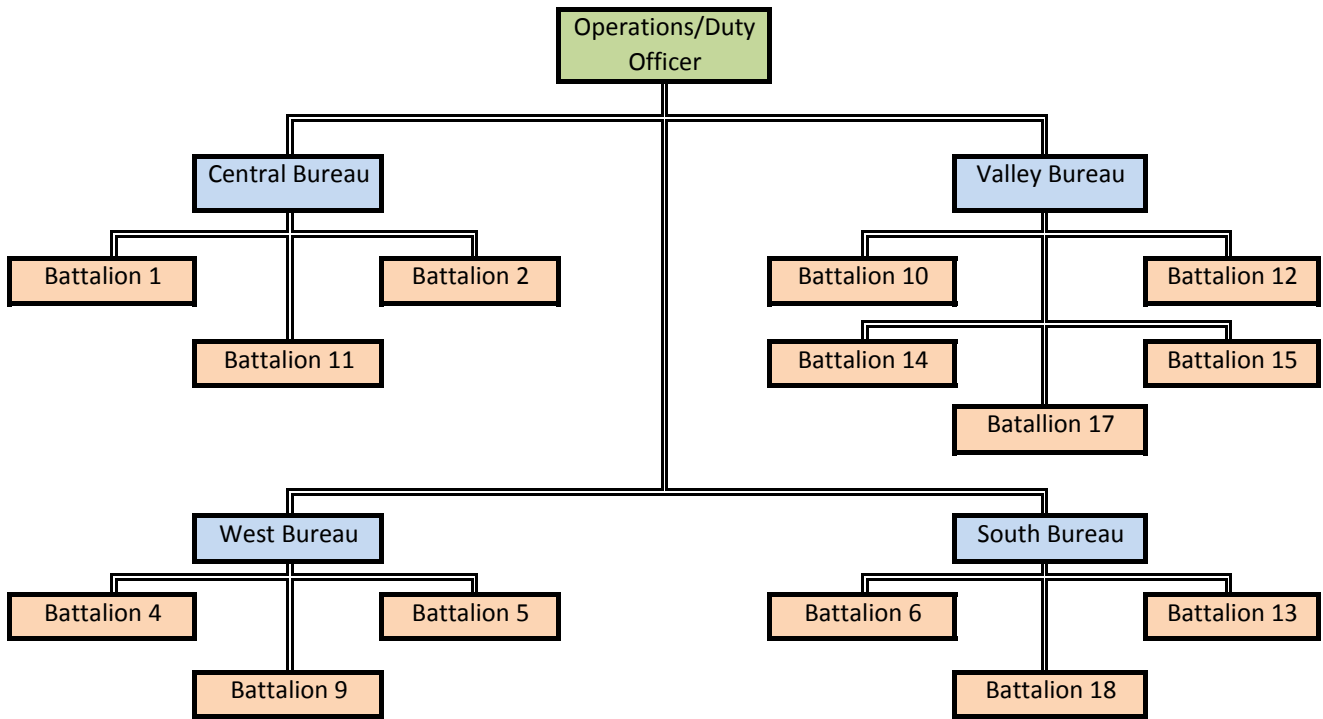 Operations/Duty
Officer
Central Bureau
Valley Bureau
Battalion 1
Battalion 2
Battalion 10
Battalion 12
Battalion 11
Battalion 14
Battalion 15
Batallion 17
West Bureau
South Bureau
Battalion 4
Battalion 5
Battalion 6
Battalion 13
Battalion 9
Battalion 18